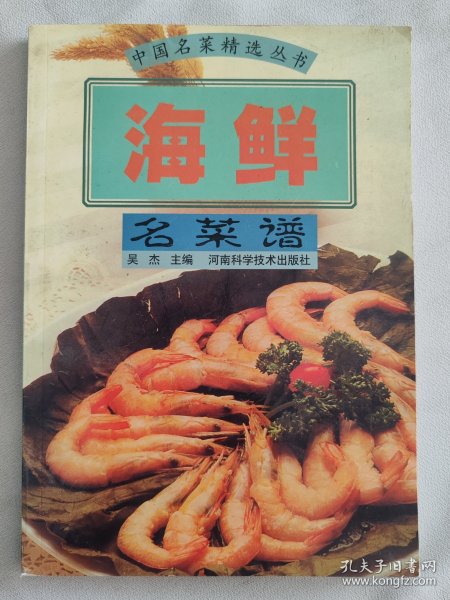 中国名菜精选丛书
海鲜
名菜谱
吴杰 主编 河南科学技术出版社
孔夫子旧书网
www.kongfz.com